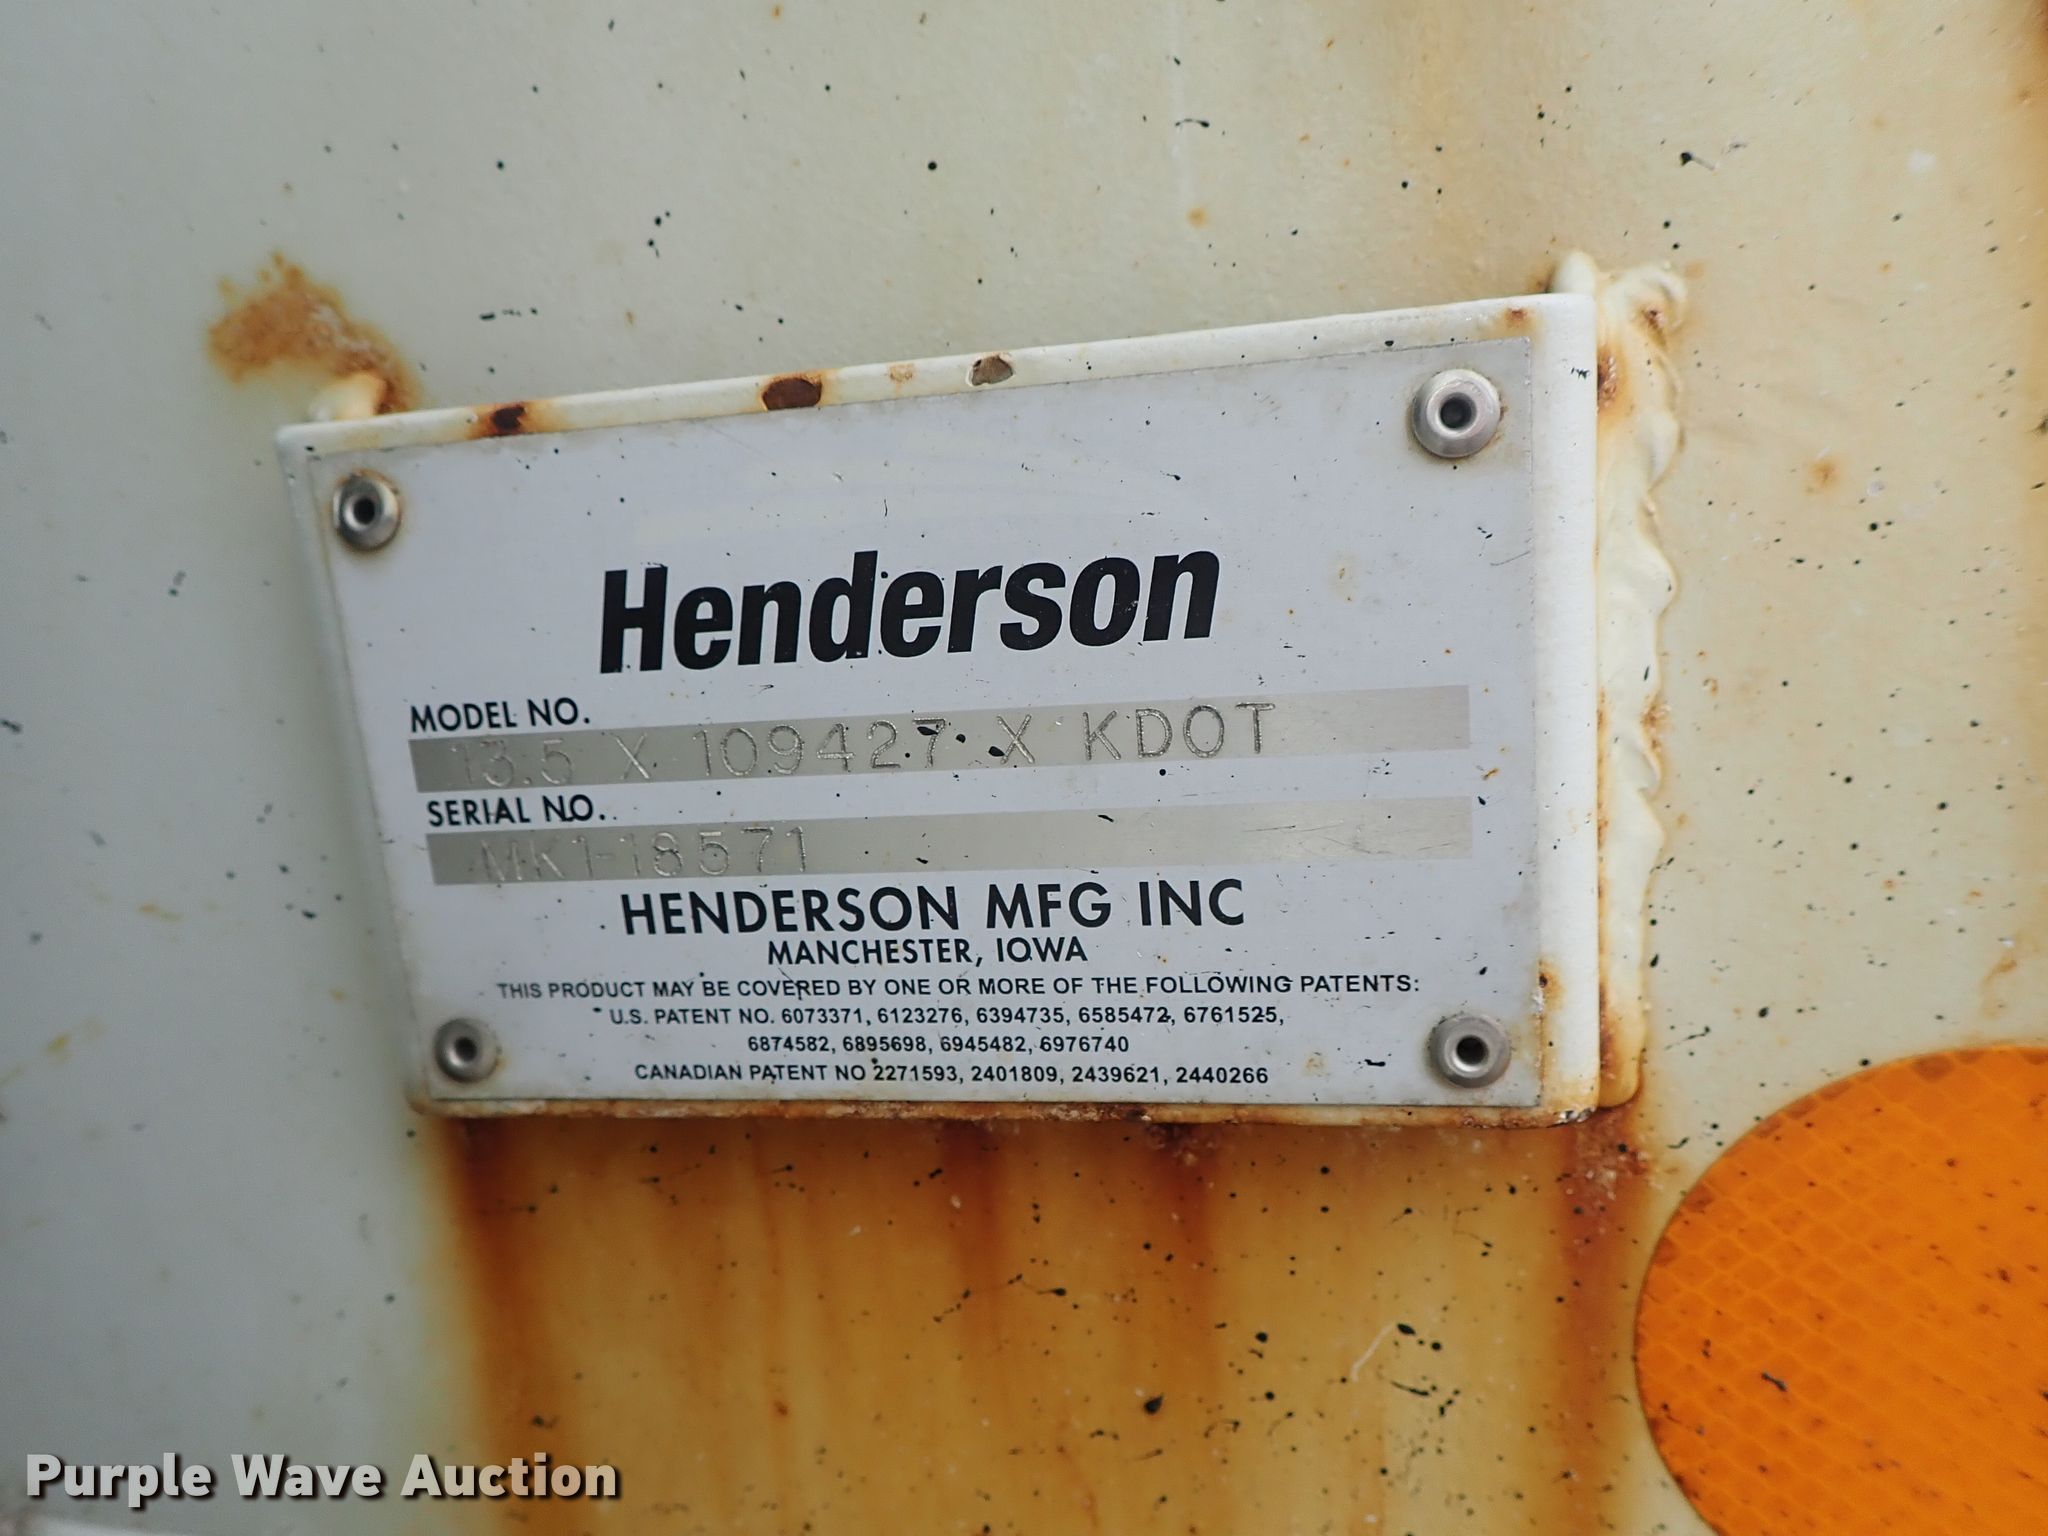 Henderson
MODEL NO.
13.5 X 109427 X KDOT
SERIAL NO.
MK1-18571
HENDERSON MFG INC
MANCHESTER, IOWA
THIS PRODUCT MAY BE COVERED BY ONE OR MORE OF THE FOLLOWING PATENTS:
U.S. PATENT NO. 6073371, 6123276, 6394735, 6585472, 6761525,
6874582, 6895698, 6945482, 6976740
CANADIAN PATENT NO 2271593, 2401809, 2439621, 2440266
Purple Wave Auction